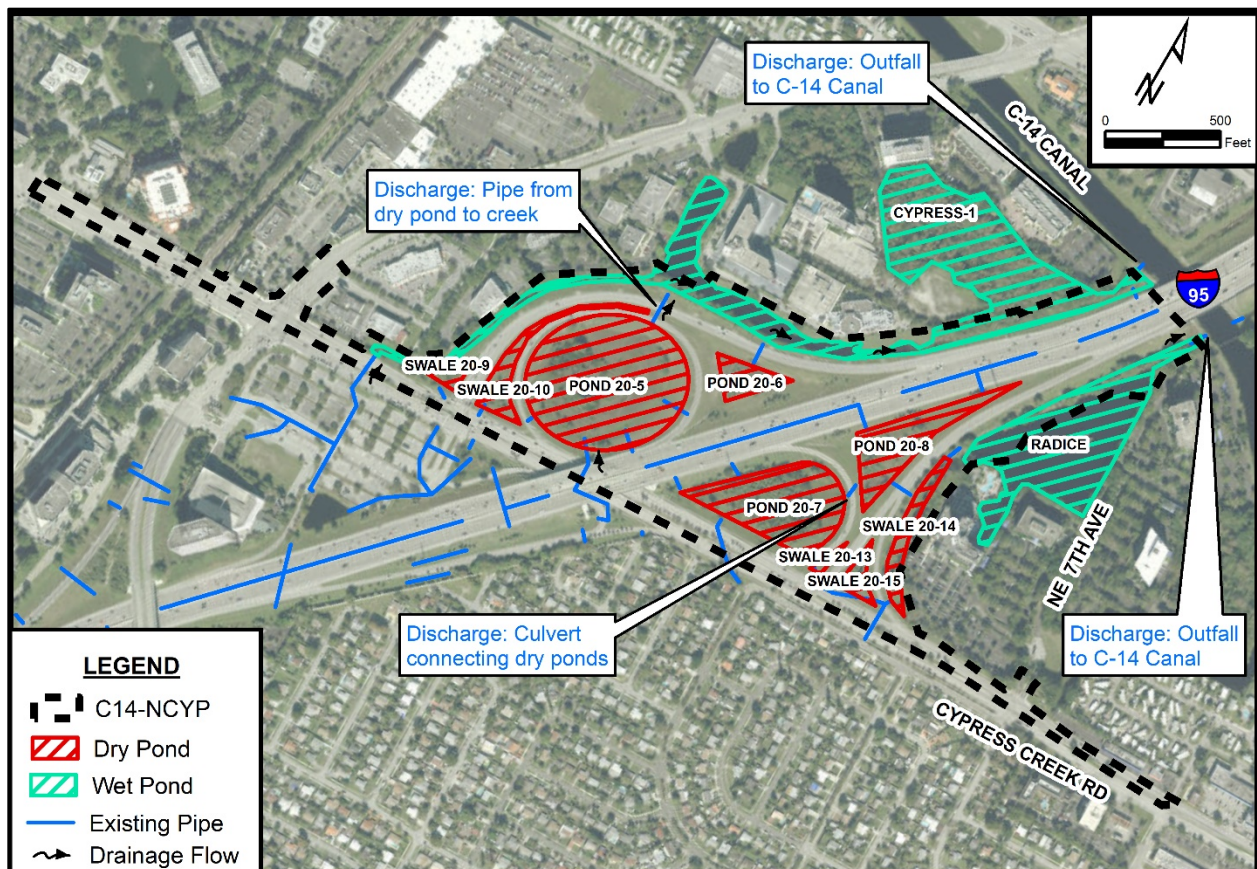 Discharge: Outfall
to C-14 Canal
N
0 500
Feet
C-14 CANAL
Discharge: Pipe from
dry pond to creek
CYPRESS-1
95
SWALE 20-9
SWALE 20-10
POND 20-5
POND 20-6
POND 20-8
RADICE
POND 20-7
SWALE 20-14
SWALE 20-13
SWALE 20-15
NE 7TH AVE
Discharge: Culvert
connecting dry ponds
Discharge: Outfall
to C-14 Canal
CYPRESS CREEK RD
LEGEND
C14-NCYP
Dry Pond
Wet Pond
Existing Pipe
Drainage Flow